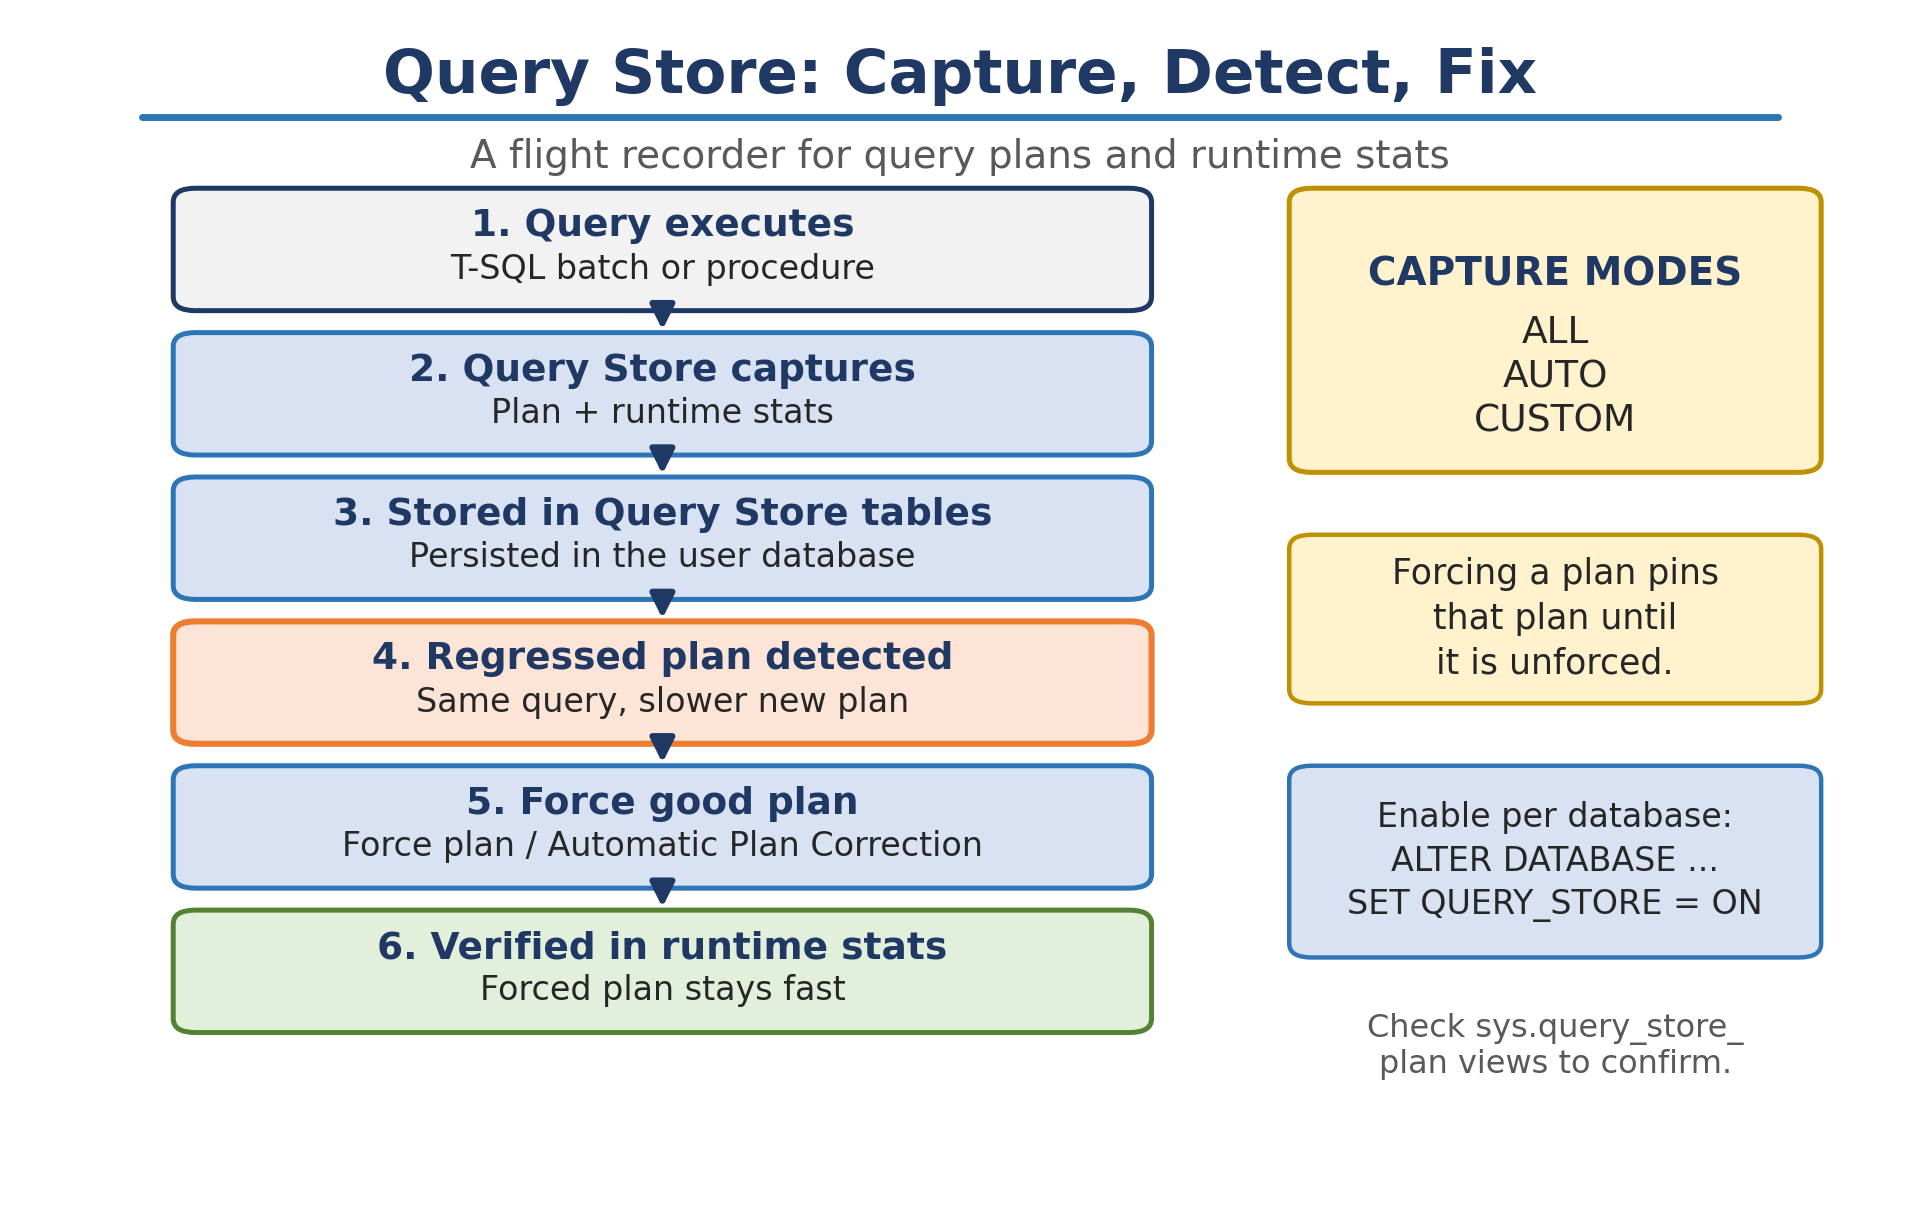 Query Store: Capture, Detect, Fix
A flight recorder for query plans and runtime stats
1. Query executes
T-SQL batch or procedure
2. Query Store captures
Plan + runtime stats
3. Stored in Query Store tables
Persisted in the user database
4. Regressed plan detected
Same query, slower new plan
5. Force good plan
Force plan / Automatic Plan Correction
6. Verified in runtime stats
Forced plan stays fast
CAPTURE MODES
ALL
AUTO
CUSTOM
Forcing a plan pins
that plan until
it is unforced.
Enable per database:
ALTER DATABASE ...
SET QUERY_STORE = ON
Check sys.query_store_
plan views to confirm.